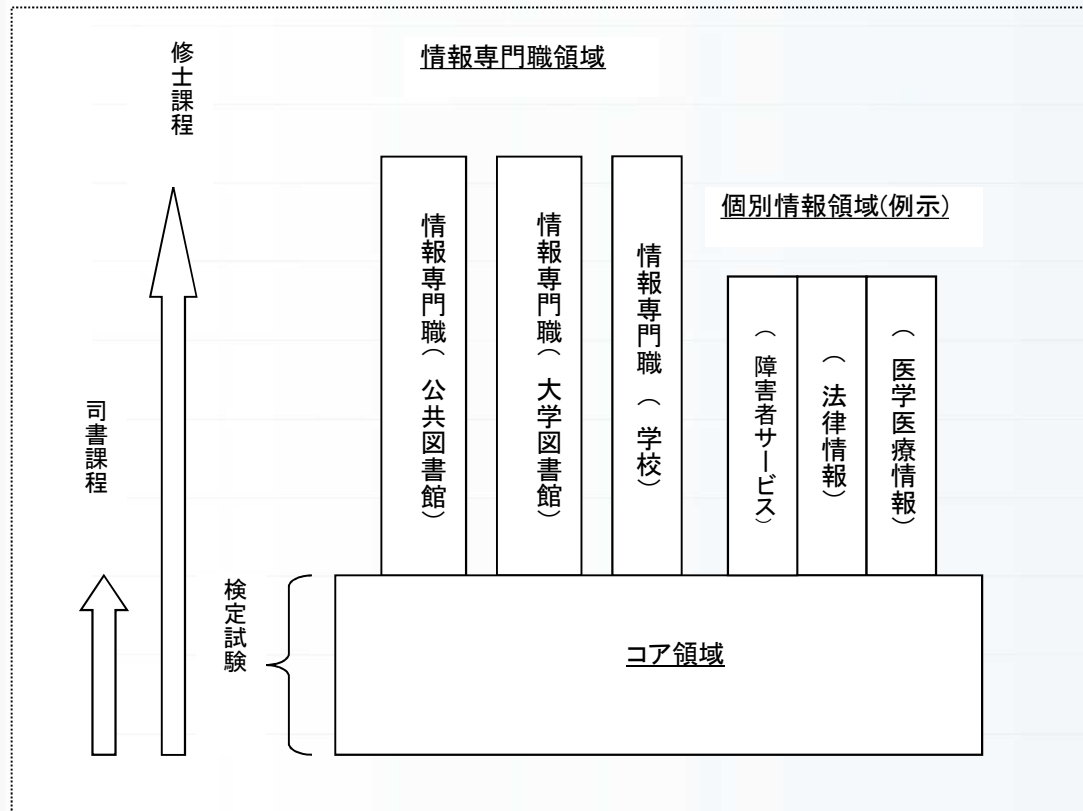 修士課程
情報専門職領域
個別情報領域(例示)
情報専門職(公共図書館)
情報専門職(大学図書館)
情報専門職(学校)
(障害者サービス)
(法律情報)
(医学医療情報)
司書課程
検定試験
コア領域